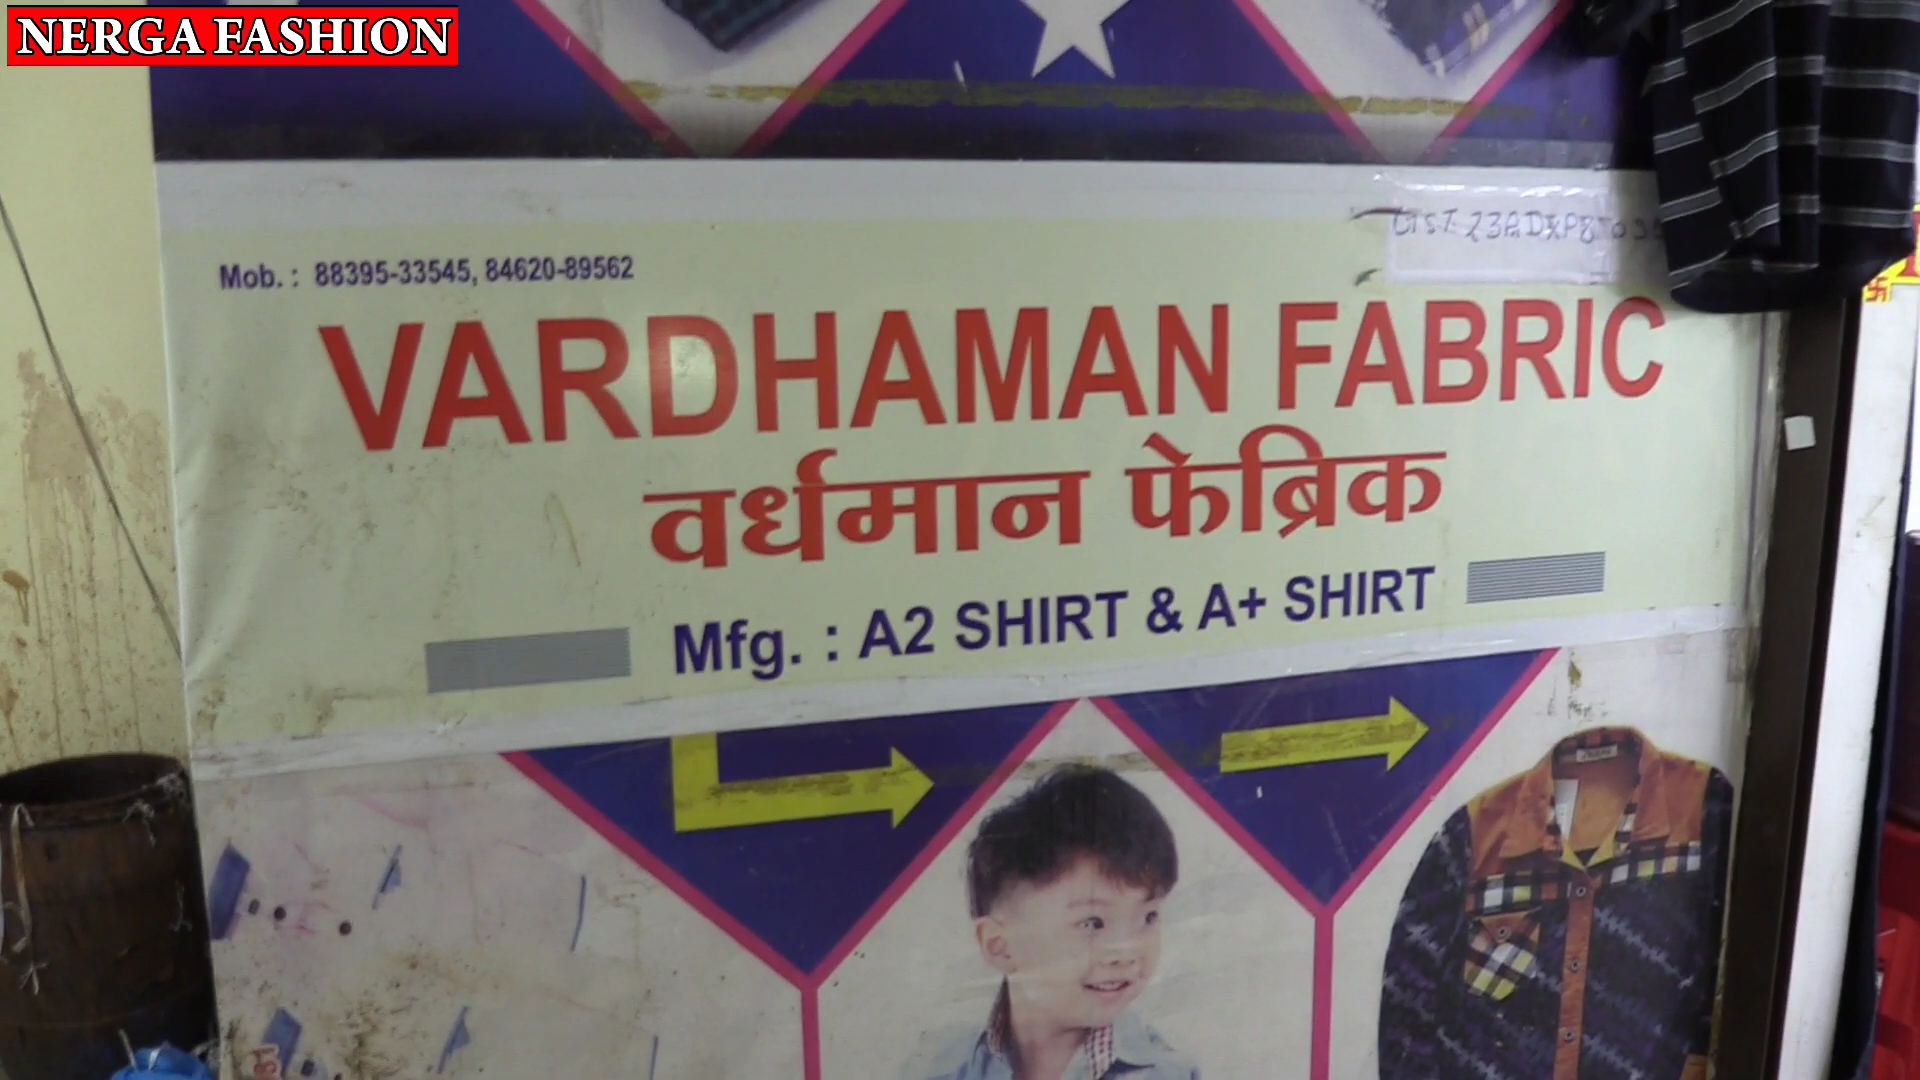 NERGA FASHION
Mob. : 88395-33545, 84620-89562
VARDHAMAN FABRIC
वर्धमान फेब्रिक
Mfg. : A2 SHIRT & A+ SHIRT